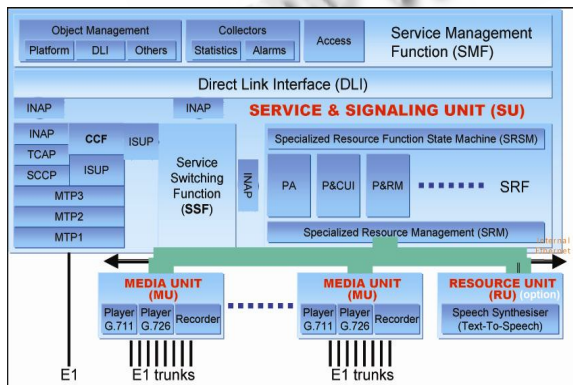 Object Management
Platform
DLI
Others
Collectors
Statistics
Alarms
Access
Service Management
Function (SMF)
Direct Link Interface (DLI)
INAP
INAP
SERVICE & SIGNALING UNIT (SU)
INAP
CCF
ISUP
TCAP
SCCP
ISUP
MTP3
MTP2
MTP1
Service
Switching
Function
(SSF)
INAP
Specialized Resource Function State Machine (SRSM)
PA
P&CUI
P&RM
SRF
Specialized Resource Management (SRM)
Internal
Ethernet
MEDIA UNIT
(MU)
Player
G.711
Player
G.726
Recorder
MEDIA UNIT
(MU)
Player
G.711
Player
G.726
Recorder
RESOURCE UNIT
(RU) (option)
Speech Synthesiser
(Text-To-Speech)
E1
E1 trunks
E1 trunks